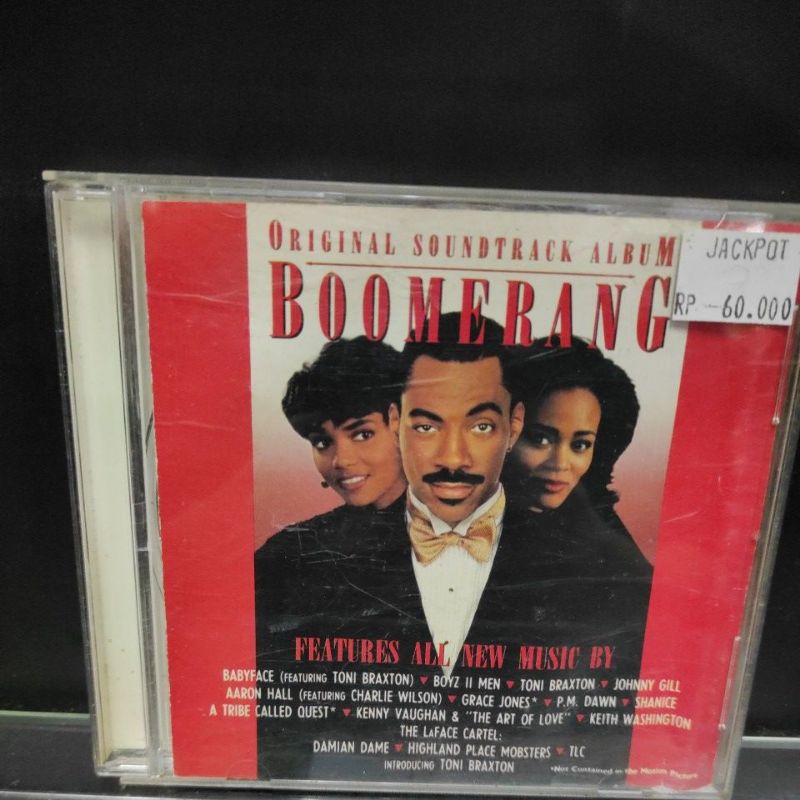 ORIGINAL SOUNDTRACK ALBUM
BOOMERANG
JACKPOT
RP -60.000
FEATURES ALL NEW MUSIC BY
BABYFACE (FEATURING TONI BRAXTON) ▼ BOYZ II MEN ▼ TONI BRAXTON ▼ JOHNNY GILL
AARON HALL (FEATURING CHARLIE WILSON) ▼ GRACE JONES* ▼ P.M. DAWN ▼ SHANICE
A TRIBE CALLED QUEST* ▼ KENNY VAUGHAN & "THE ART OF LOVE" ▼ KEITH WASHINGTON
THE LAFACE CARTEL:
DAMIAN DAME ▼ HIGHLAND PLACE MOBSTERS ▼ TLC
INTRODUCING TONI BRAXTON
*Not Contained in the Motion Picture